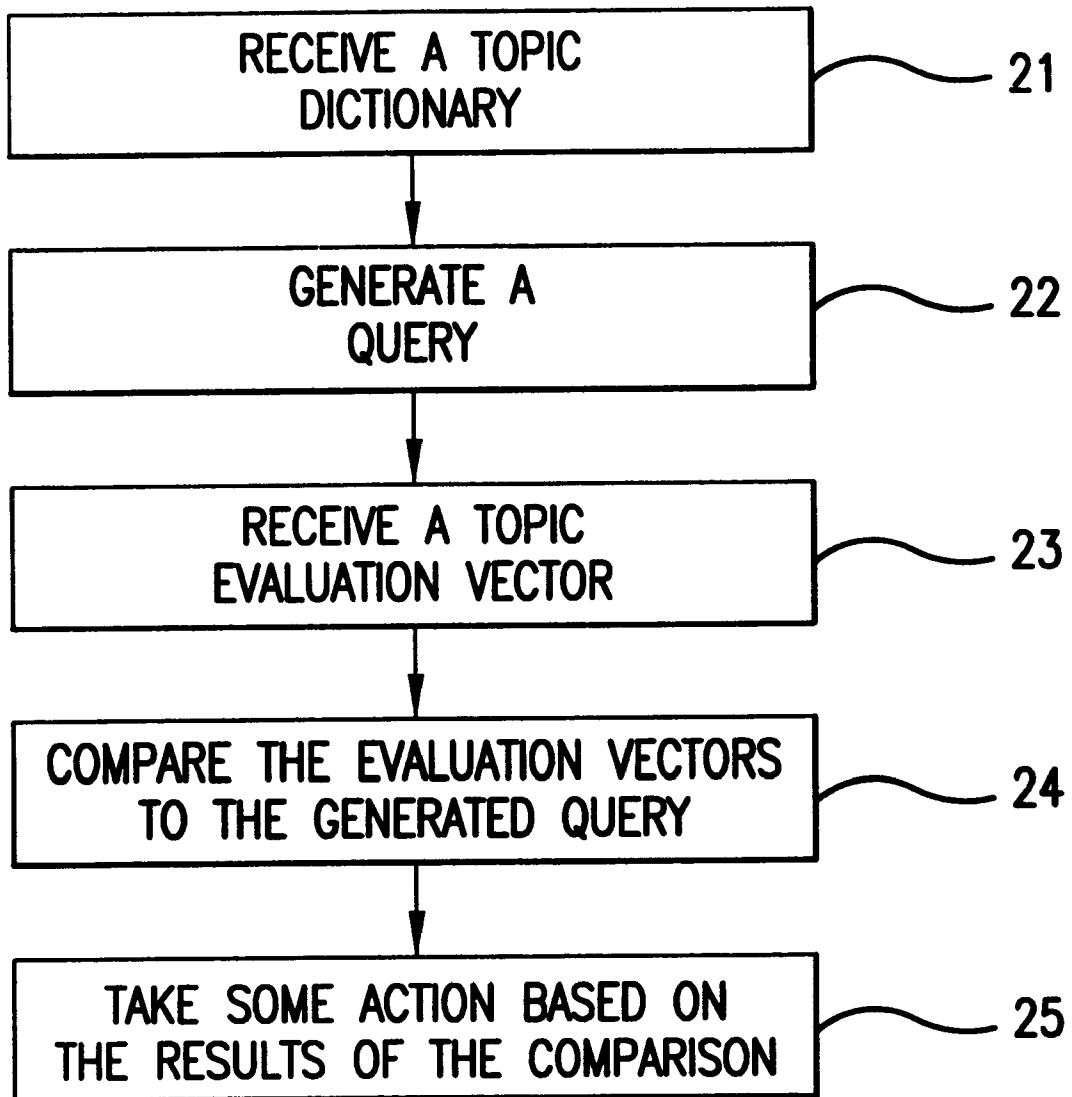 RECEIVE A TOPIC
DICTIONARY
21
GENERATE A
QUERY
22
RECEIVE A TOPIC
EVALUATION VECTOR
23
COMPARE THE EVALUATION VECTORS
TO THE GENERATED QUERY
24
TAKE SOME ACTION BASED ON
THE RESULTS OF THE COMPARISON
25